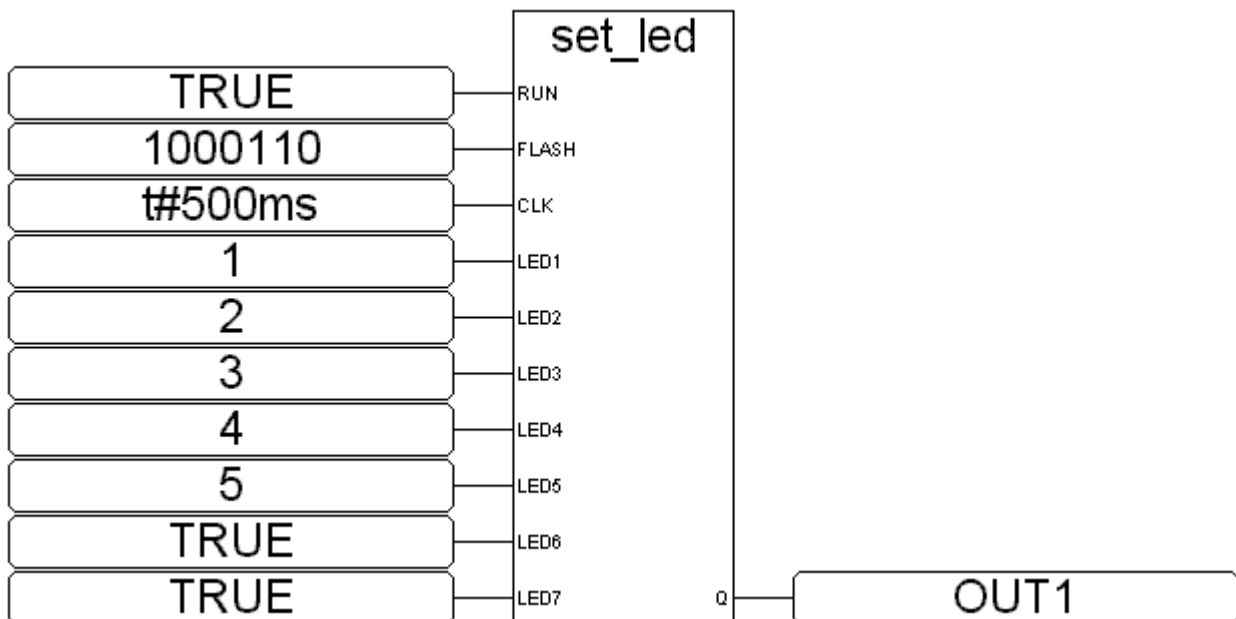 set_led
TRUE RUN
1000110 FLASH
t#500ms CLK
1 LED1
2 LED2
3 LED3
4 LED4
5 LED5
TRUE LED6
TRUE LED7 Q OUT1